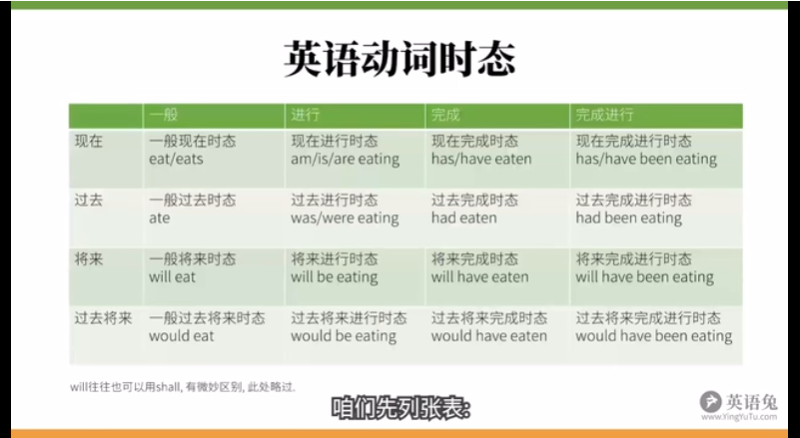 英语动词时态
一般 进行 完成 完成进行
现在 一般现在时态 现在进行时态 现在完成时态 现在完成进行时态
eat/eats am/is/are eating has/have eaten has/have been eating
过去 一般过去时态 过去进行时态 过去完成时态 过去完成进行时态
ate was/were eating had eaten had been eating
将来 一般将来时态 将来进行时态 将来完成时态 将来完成进行时态
will eat will be eating will have eaten will have been eating
过去将来 一般过去将来时态 过去将来进行时态 过去将来完成时态 过去将来完成进行时态
would eat would be eating would have eaten would have been eating
will往往也可以用shall, 有微妙区别, 此处略过.
咱们先列张表:
英语兔
www.YingYuTu.com